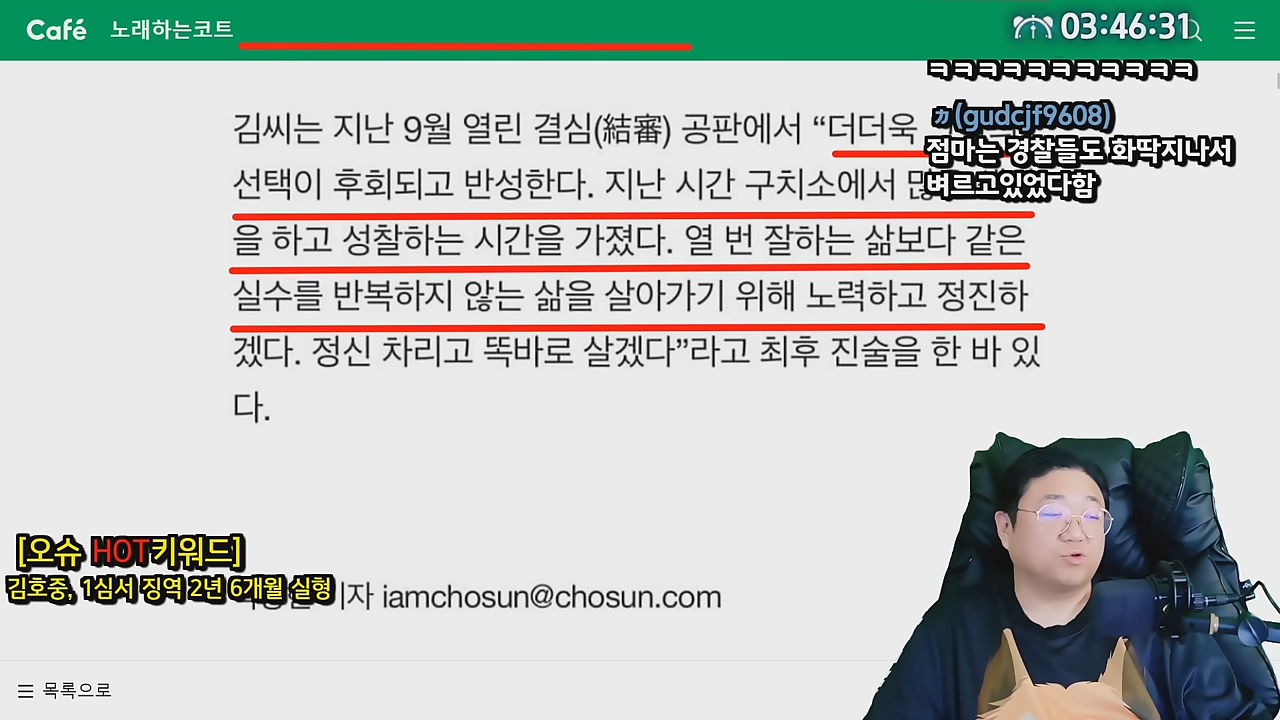 Café 노래하는코트
03:46:31
ㅋㅋㅋㅋㅋㅋㅋㅋㅋㅋㅋ
ㄲ(gudcjf9608)
점마는 경찰들도 화딱지나서
벼르고있었다함
김씨는 지난 9월 열린 결심(結審) 공판에서 “더더욱
선택이 후회되고 반성한다. 지난 시간 구치소에서
을 하고 성찰하는 시간을 가졌다. 열 번 잘하는 삶보다 같은
실수를 반복하지 않는 삶을 살아가기 위해 노력하고 정진하
겠다. 정신 차리고 똑바로 살겠다”라고 최후 진술을 한 바 있
다.
[오슈 HOT키워드]
김호중, 1심서 징역 2년 6개월 실형
기자 iamchosun@chosun.com
목록으로